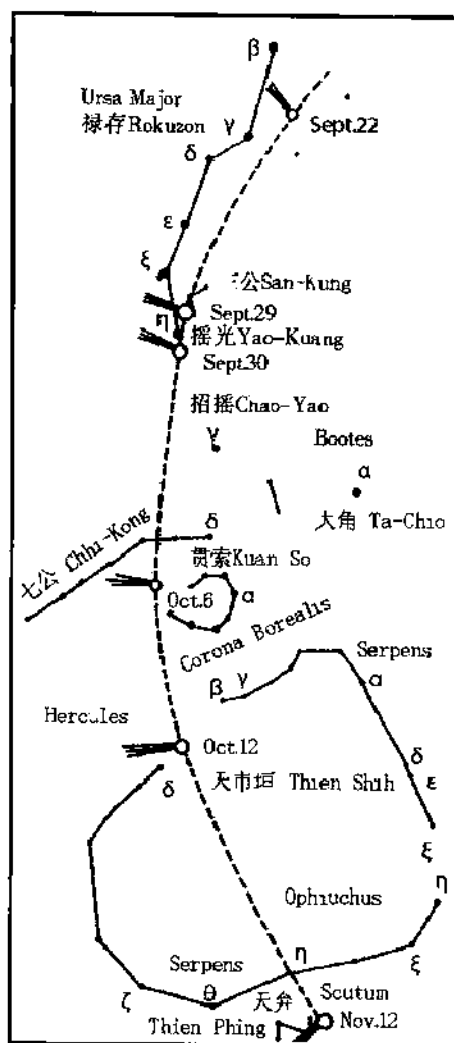 β
Ursa Major
禄存Rokuzon
γ
Sept.22
δ
ε
ξ
公San-Kung
Sept.29
η
摇光Yao-Kuang
Sept.30
招摇Chao-Yao
γ
Bootes
α
大角 Ta-Chio
δ
七公 Chhi-Kong
贯索Kuan So
Oct.6
α
Corona Borealis
Serpens
β γ
α
Hercules
Oct.12
δ
天市垣 Thien Shih
δ
ε
ξ
η
Ophiuchus
Serpens
η
ξ
ζ
θ
天弁
Scutum
Thien Phing
Nov.12